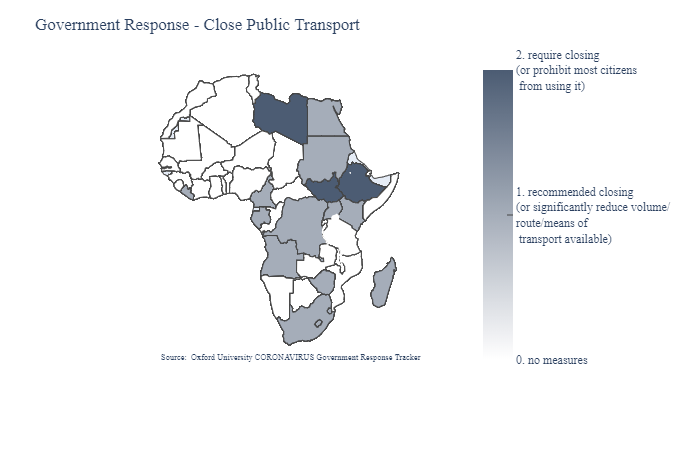 Government Response - Close Public Transport
2. require closing
(or prohibit most citizens
from using it)
1. recommended closing
(or significantly reduce volume/
route/means of
transport available)
0. no measures
Source: Oxford University CORONAVIRUS Government Response Tracker